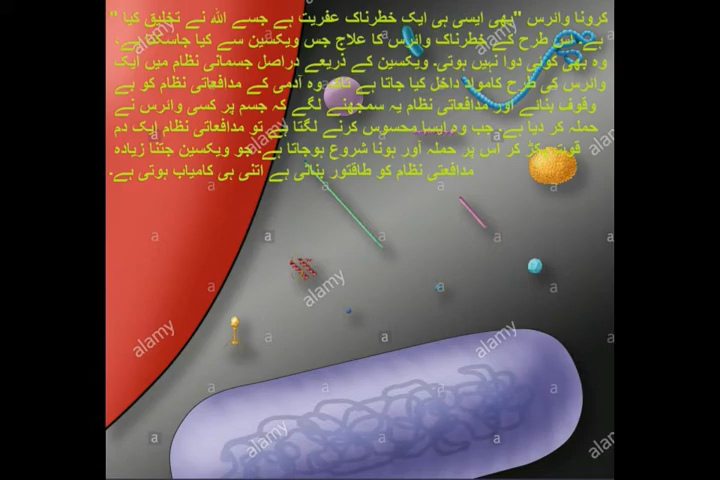 کرونا وائرس "بھی ایسی ہی ایک خطرناک عفریت ہے جسے اللہ نے تخلیق کیا "
ہے۔ اس طرح کے خطرناک وائرس کا علاج جس ویکسین سے کیا جاسکتا ہے،
وہ بھی کوئی دوا نہیں ہوتی۔ ویکسین کے ذریعے دراصل جسمانی نظام میں ایک
وائرس کی طرح کامواد داخل کیا جاتا ہے تاکہ وہ آدمی کے مدافعاتی نظام کو بے
وقوف بنائے اور مدافعاتی نظام یہ سمجھنے لگے کہ جسم پر کسی وائرس نے
حملہ کر دیا ہے۔ جب وہ ایسا محسوس کرنے لگتا ہے تو مدافعاتی نظام ایک دم
قوت پکڑ کر اس پر حملہ آور ہونا شروع ہوجاتا ہے۔ جو ویکسین جتنا زیادہ
مدافعتی نظام کو طاقتور بناتی ہے اتنی ہی کامیاب ہوتی ہے۔
alamy
alamy
alamy
alamy
alamy